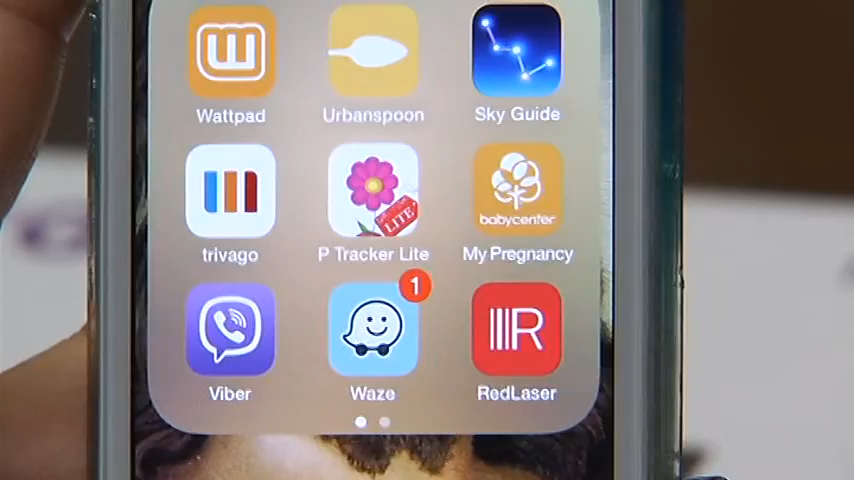 Wattpad
Urbanspoon
Sky Guide
LITE
babycenter
trivago
P Tracker Lite
My Pregnancy
1
R
Viber
Waze
RedLaser